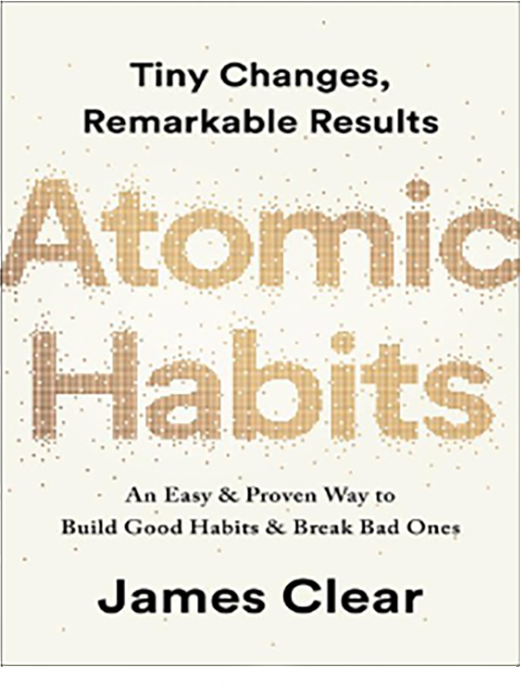 Tiny Changes,
Remarkable Results
Atomic
Habits
An Easy & Proven Way to
Build Good Habits & Break Bad Ones
James Clear